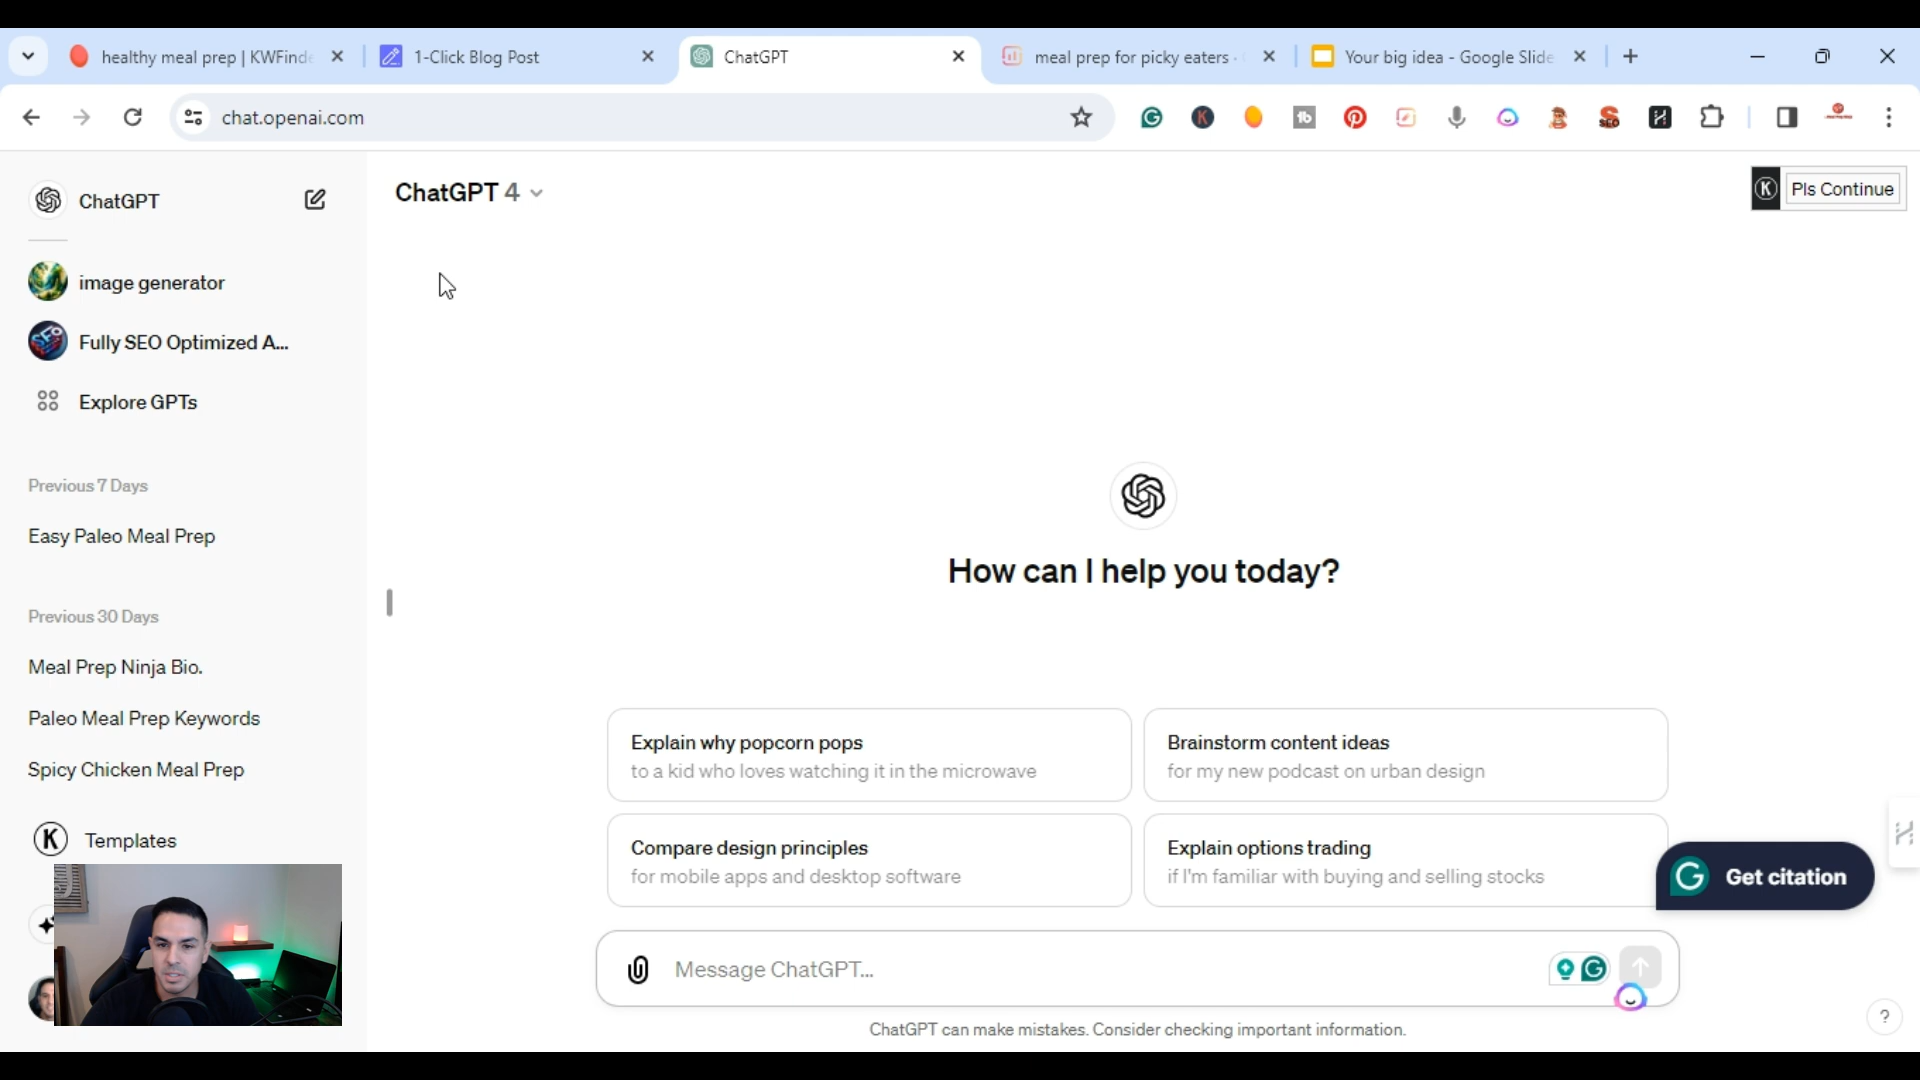 healthy meal prep | KWFinde
1-Click Blog Post
ChatGPT
meal prep for picky eaters -
Your big idea - Google Slide
chat.openai.com
ChatGPT
ChatGPT 4
Pls Continue
image generator
Fully SEO Optimized A...
Explore GPTs
Previous 7 Days
Easy Paleo Meal Prep
How can I help you today?
Previous 30 Days
Meal Prep Ninja Bio.
Paleo Meal Prep Keywords
Spicy Chicken Meal Prep
Templates
Explain why popcorn pops
to a kid who loves watching it in the microwave
Brainstorm content ideas
for my new podcast on urban design
Compare design principles
for mobile apps and desktop software
Explain options trading
if I'm familiar with buying and selling stocks
Get citation
Message ChatGPT...
ChatGPT can make mistakes. Consider checking important information.
?